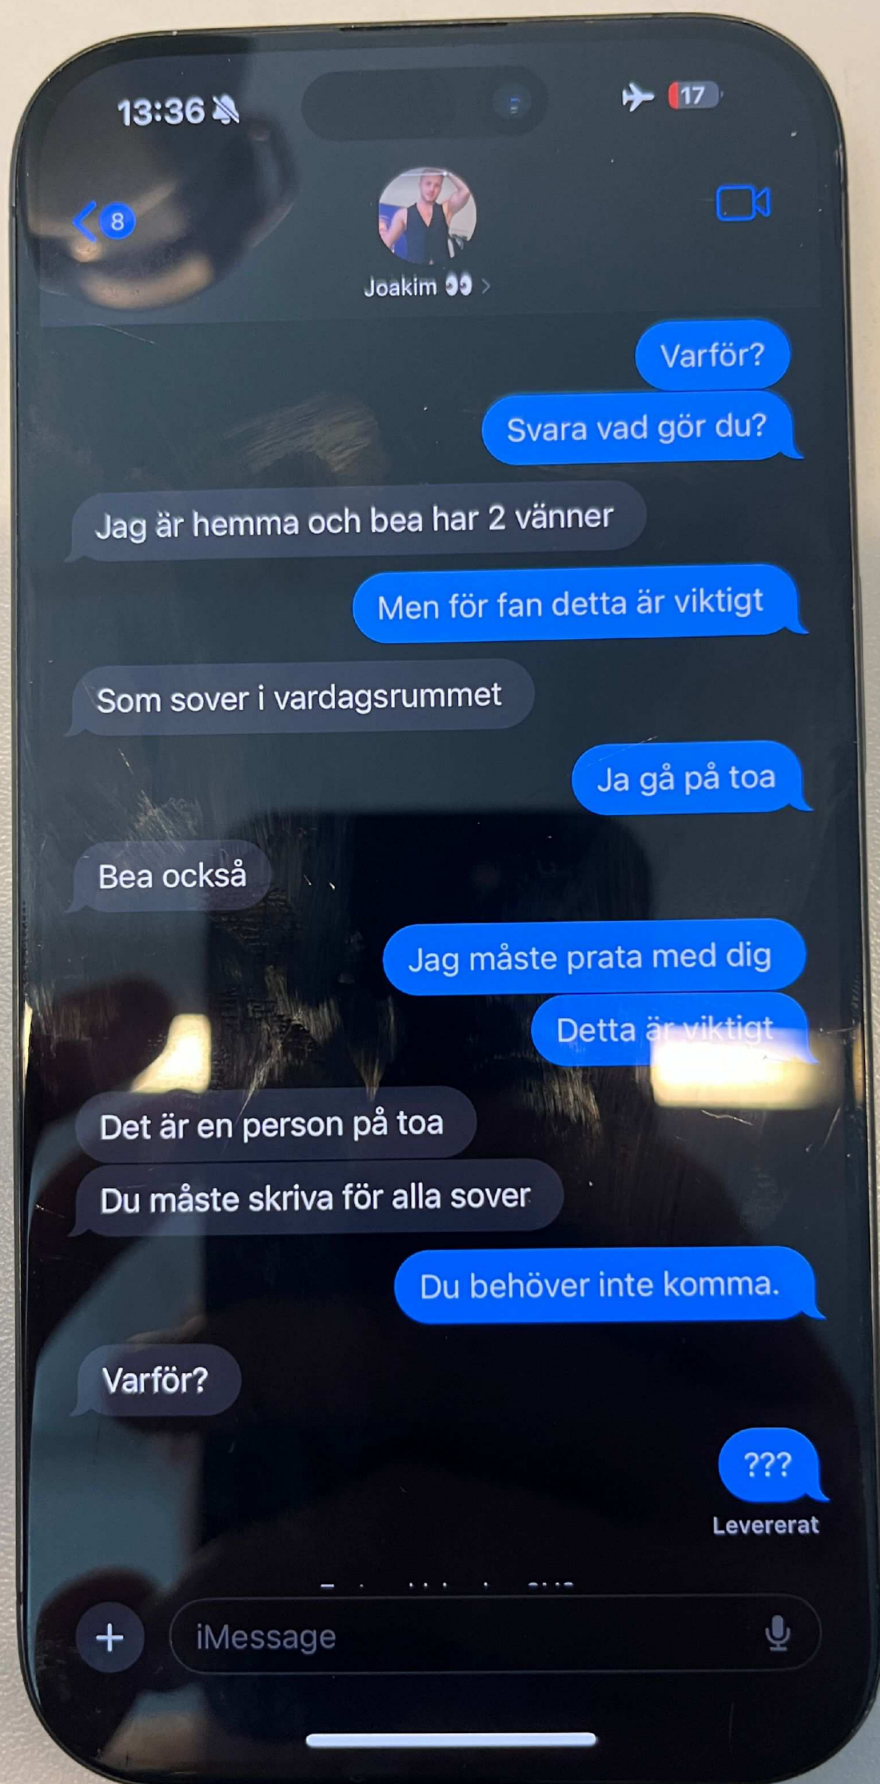 13:36
17
8
Joakim 👀 >
Varför?
Svara vad gör du?
Jag är hemma och bea har 2 vänner
Men för fan detta är viktigt
Som sover i vardagsrummet
Ja gå på toa
Bea också
Jag måste prata med dig
Detta är viktigt
Det är en person på toa
Du måste skriva för alla sover
Du behöver inte komma.
Varför?
???
Levererat
iMessage